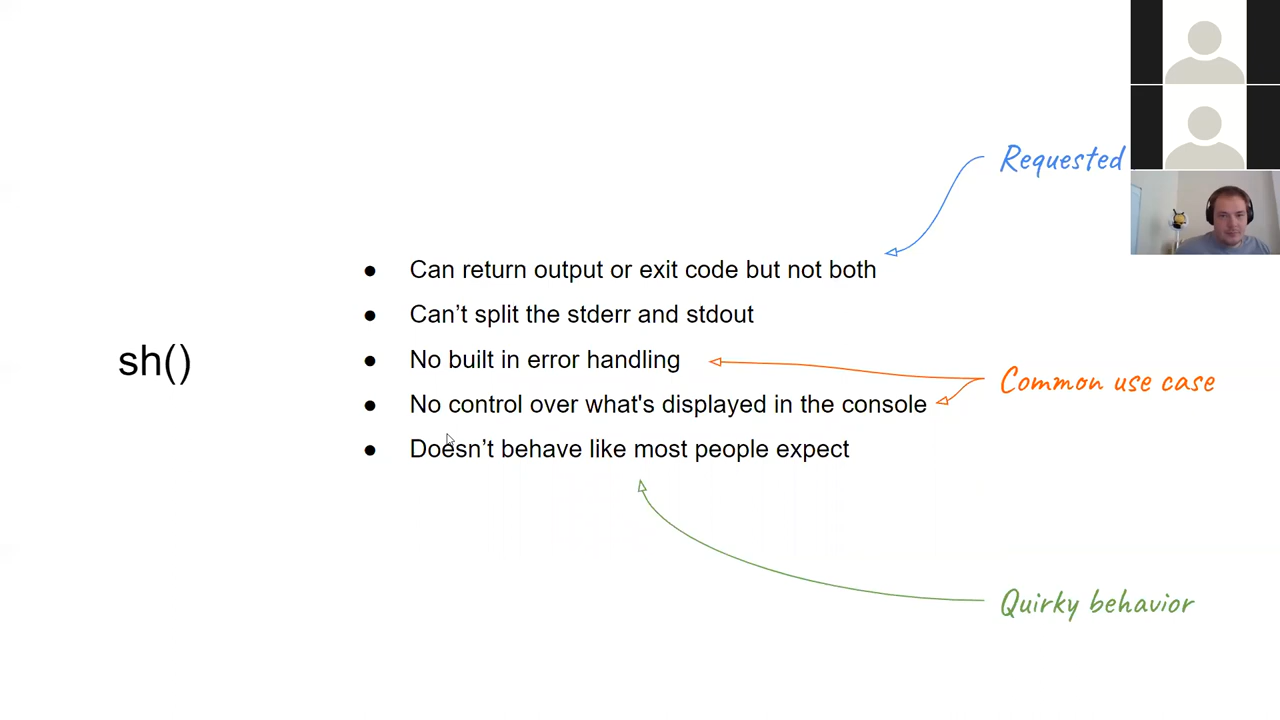 Requested
● Can return output or exit code but not both
● Can’t split the stderr and stdout
sh()
● No built in error handling
Common use case
● No control over what's displayed in the console
● Doesn’t behave like most people expect
Quirky behavior